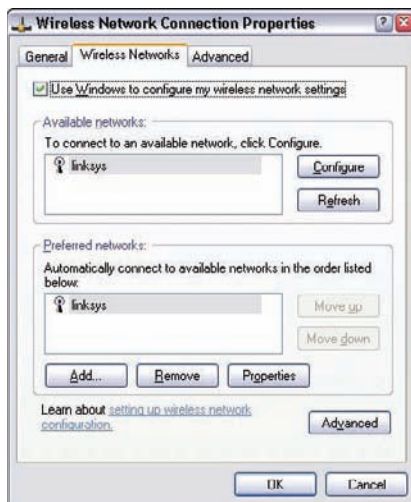 Wireless Network Connection Properties
General Wireless Networks Advanced
Use Windows to configure my wireless network settings
Available networks:
To connect to an available network, click Configure.
linksys
Configure
Refresh
Preferred networks:
Automatically connect to available networks in the order listed
below:
linksys
Move up
Move down
Add... Remove Properties
Learn about setting up wireless network
configuration.
Advanced
OK Cancel